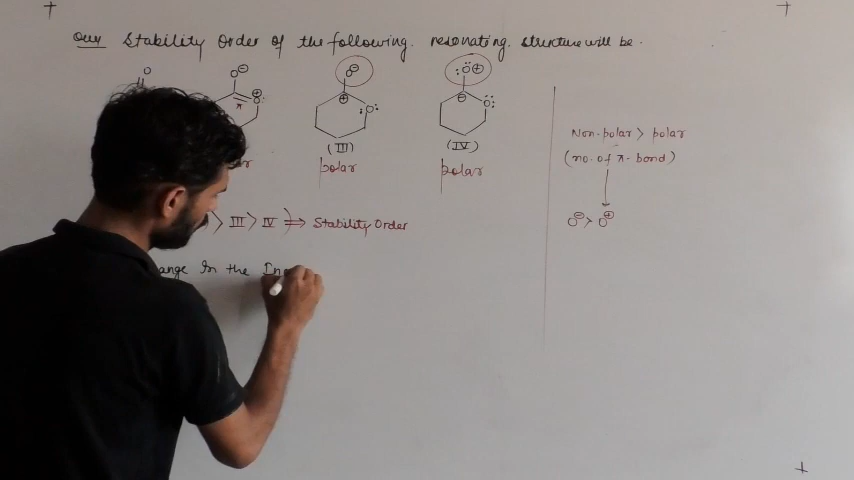 Que Stability Order of the following. resonating. structure will be.
O O⊖ O⊖ :Ö⊕
⊕ O: π ⊕ :O: ⊖ Ö:
(III) (IV)
polar polar
> III > IV ⇒ Stability Order
ange In the
Non-polar > polar
(no. of π-bond)
O⊖ > O⊕